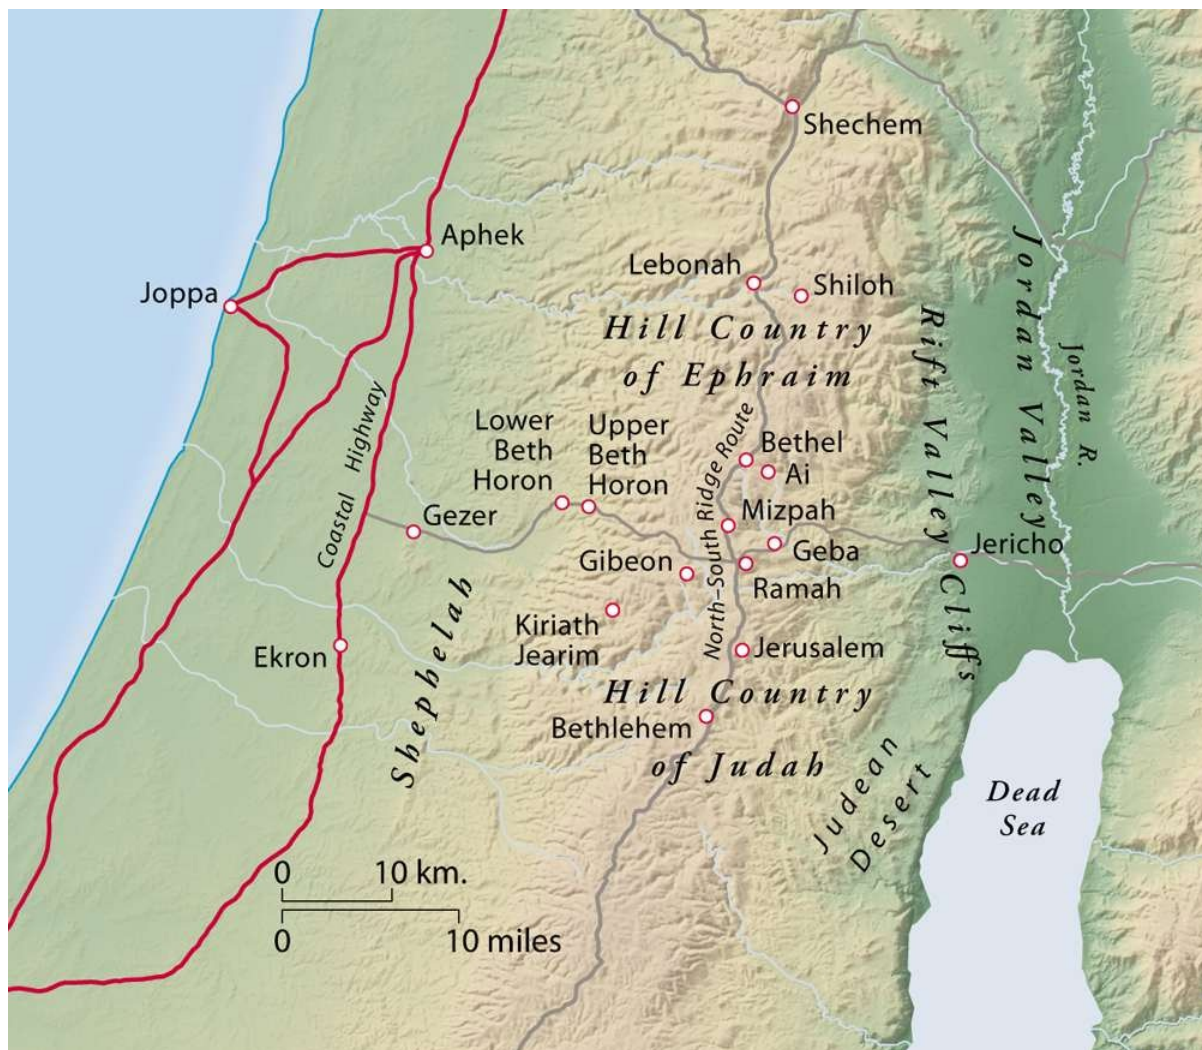 Shechem
Aphek
Joppa
Lebonah
Shiloh
Hill Country
of Ephraim
Rift Valley Cliffs
Jordan Valley
Jordan R.
Coastal Highway
Lower
Beth
Horon
Upper
Beth
Horon
North-South Ridge Route
Bethel
Ai
Mizpah
Gezer
Geba
Jericho
Gibeon
Ramah
Kiriath
Jearim
Shephelah
Ekron
Jerusalem
Hill Country
of Judah
Bethlehem
Judean
Desert
Dead
Sea
0 10 km.
0 10 miles